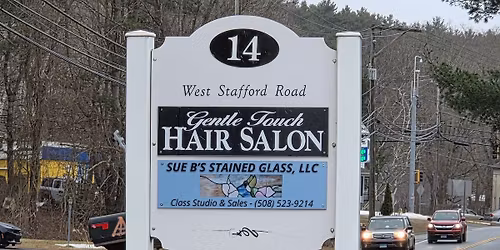 14
West Stafford Road
Gentle Touch
HAIR SALON
SUE B'S STAINED GLASS, LLC
Class Studio & Sales - (508) 523-9214